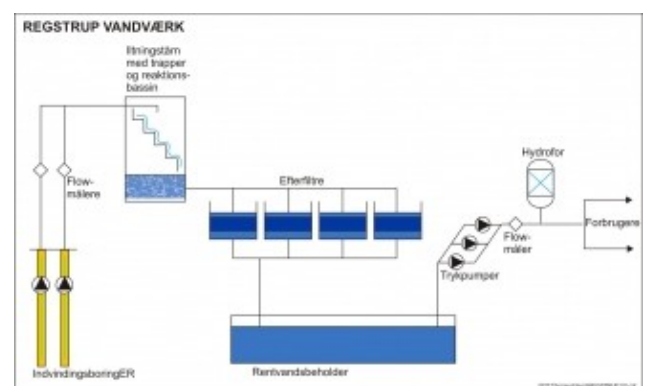 REGSTRUP VANDVÆRK
Iltningstårn
med trapper
og reaktions-
bassin
Flow-
målere
Efterfiltre
Hydrofor
Forbrugere
Flow-
måler
Trykpumper
IndvindingsboringER
Rentvandsbeholder